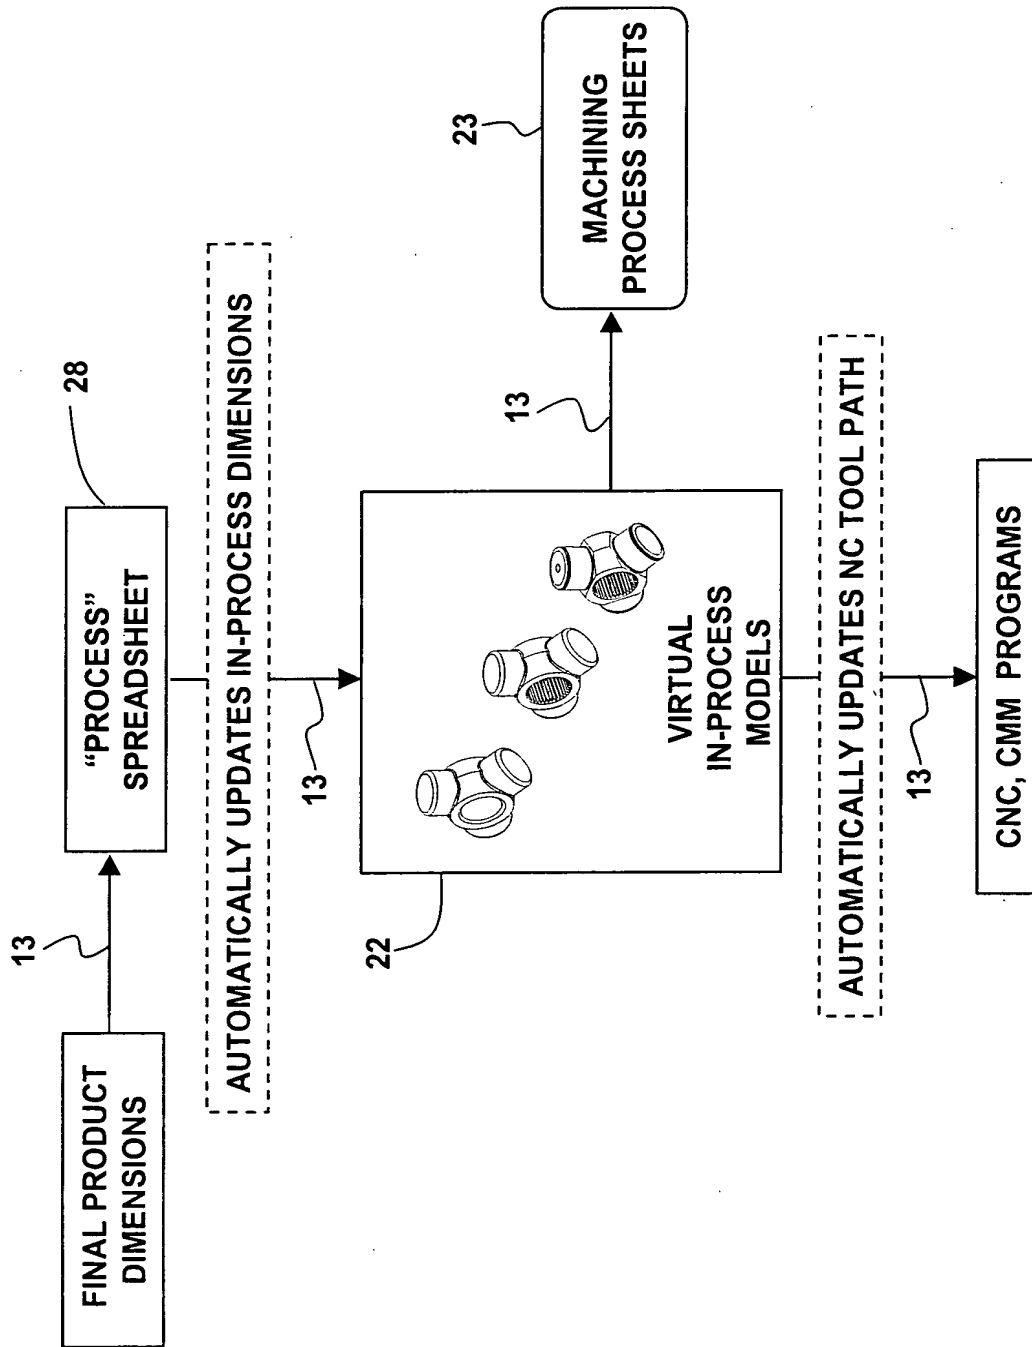 FINAL PRODUCT
DIMENSIONS
13
"PROCESS"
SPREADSHEET
28
AUTOMATICALLY UPDATES IN-PROCESS DIMENSIONS
13
22
VIRTUAL
IN-PROCESS
MODELS
13
MACHINING
PROCESS SHEETS
23
AUTOMATICALLY UPDATES NC TOOL PATH
13
CNC, CMM PROGRAMS